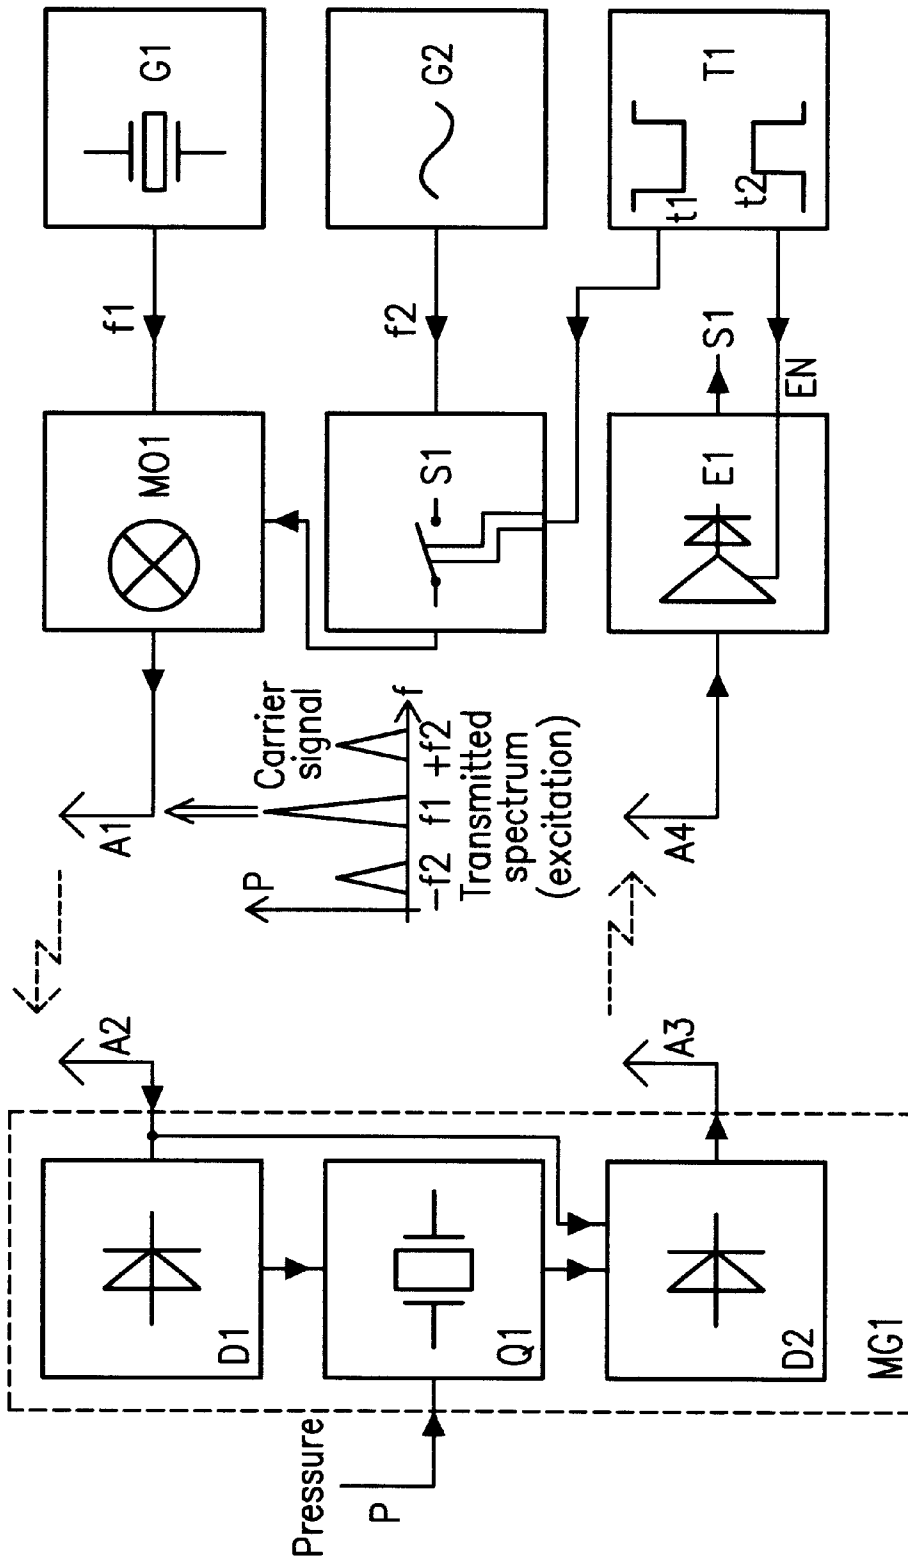 Pressure
P
D1
Q1
D2
MG1
A2
A3
A1
A4
P
Carrier
signal
f
-f2 f1 +f2
Transmitted
spectrum
(excitation)
MO1
S1
E1
EN
S1
f1
f2
G1
G2
T1
t1
t2